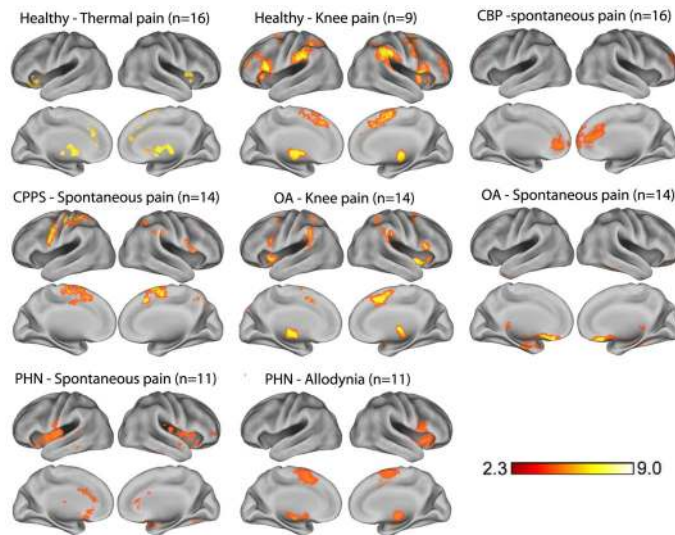 Healthy - Thermal pain (n=16)
Healthy - Knee pain (n=9)
CBP -spontaneous pain (n=16)
CPPS - Spontaneous pain (n=14)
OA - Knee pain (n=14)
OA - Spontaneous pain (n=14)
PHN - Spontaneous pain (n=11)
PHN - Allodynia (n=11)
2.3 9.0